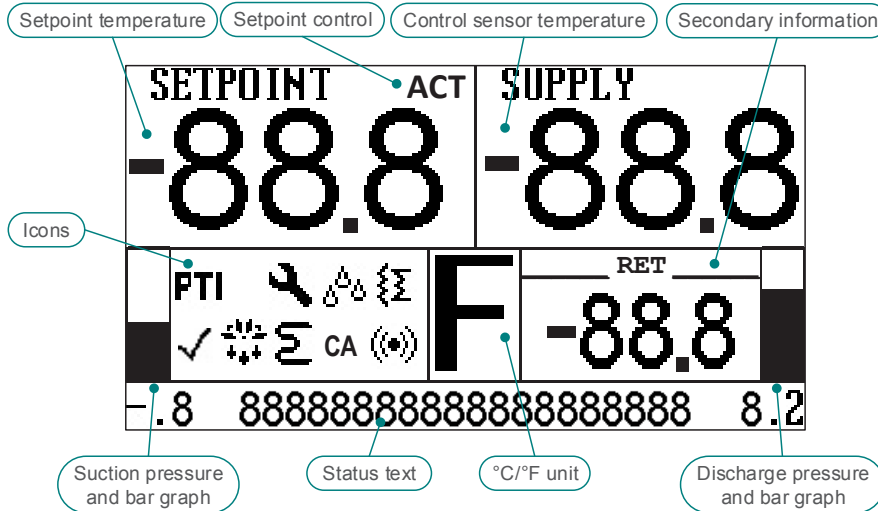 Setpoint temperature
Setpoint control
Control sensor temperature
Secondary information
SETPOINT ACT SUPPLY
-88.8 -88.8
Icons
PTI
RET
F
-88.8
CA
-.8 888888888888888888888 8.2
Suction pressure
and bar graph
Status text
°C/°F unit
Discharge pressure
and bar graph